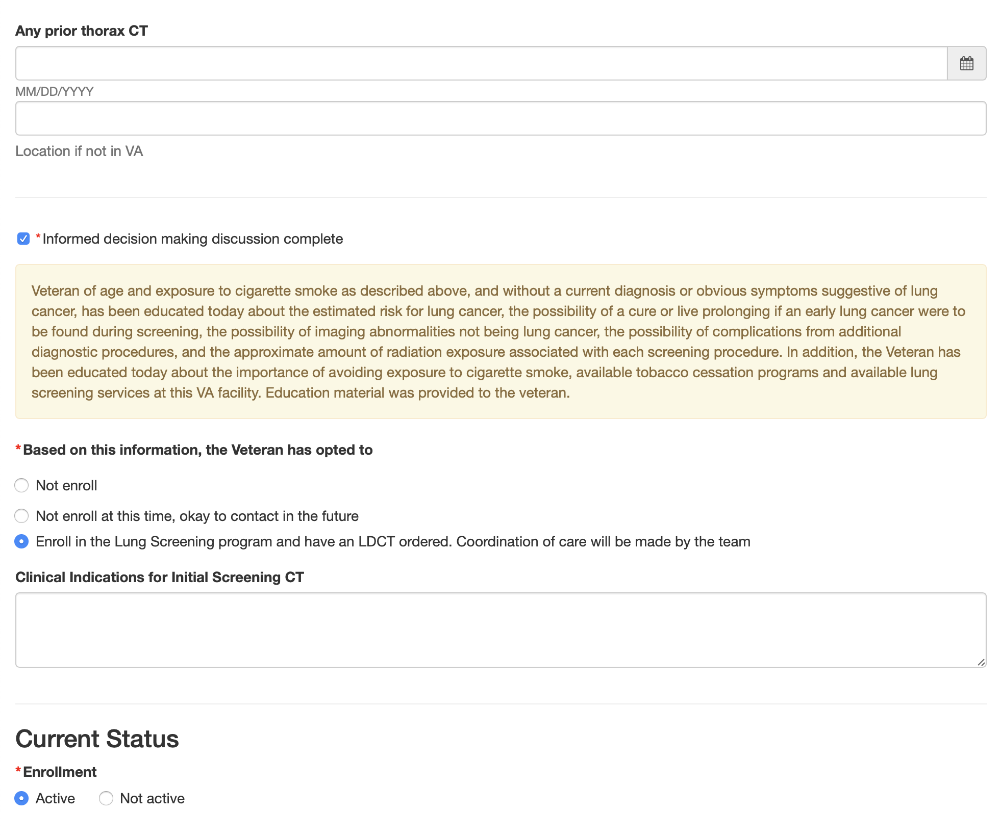 Any prior thorax CT
MM/DD/YYYY
Location if not in VA
* Informed decision making discussion complete
Veteran of age and exposure to cigarette smoke as described above, and without a current diagnosis or obvious symptoms suggestive of lung
cancer, has been educated today about the estimated risk for lung cancer, the possibility of a cure or live prolonging if an early lung cancer were to
be found during screening, the possibility of imaging abnormalities not being lung cancer, the possibility of complications from additional
diagnostic procedures, and the approximate amount of radiation exposure associated with each screening procedure. In addition, the Veteran has
been educated today about the importance of avoiding exposure to cigarette smoke, available tobacco cessation programs and available lung
screening services at this VA facility. Education material was provided to the veteran.
* Based on this information, the Veteran has opted to
Not enroll
Not enroll at this time, okay to contact in the future
Enroll in the Lung Screening program and have an LDCT ordered. Coordination of care will be made by the team
Clinical Indications for Initial Screening CT
Current Status
* Enrollment
Active Not active